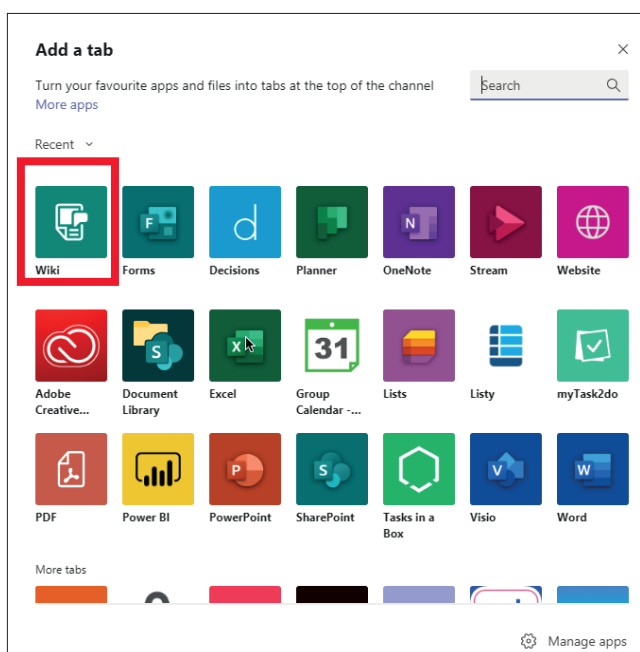 Add a tab
Turn your favourite apps and files into tabs at the top of the channel
More apps
Search
Recent
F
d
N
Wiki
Forms
Decisions
Planner
OneNote
Stream
Website
S
X
31
Adobe
Creative...
Document
Library
Excel
Group
Calendar -...
Lists
Listy
myTask2do
P
S
V
W
PDF
Power BI
PowerPoint
SharePoint
Tasks in a
Box
Visio
Word
More tabs
Manage apps